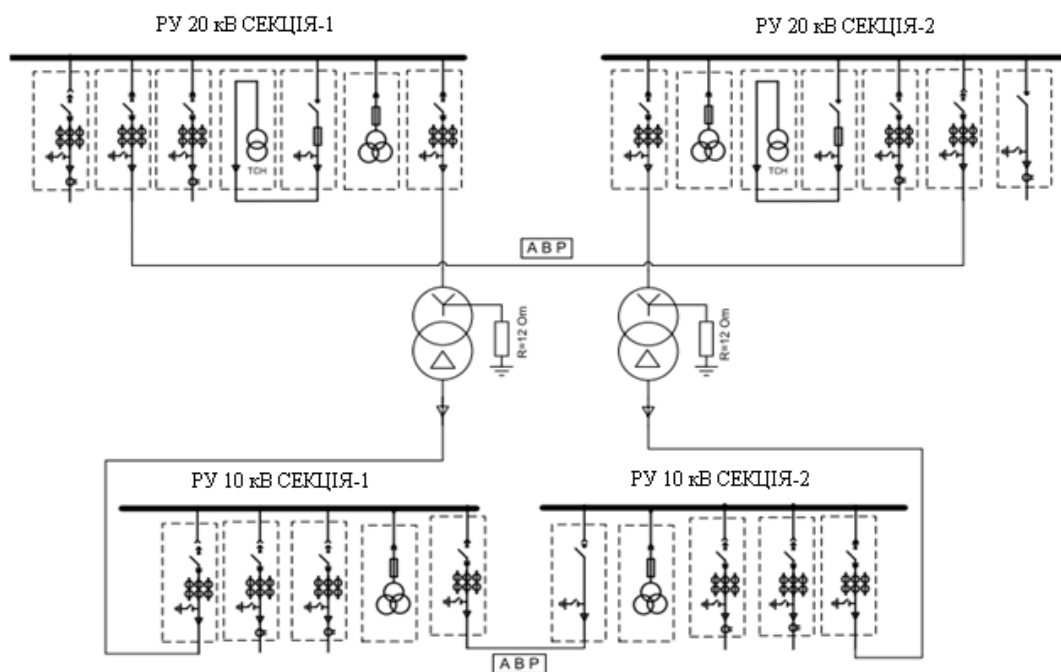 РУ 20 кВ СЕКЦІЯ-1
РУ 20 кВ СЕКЦІЯ-2
ТСН
ТСН
АВР
R=12 Om
R=12 Om
РУ 10 кВ СЕКЦІЯ-1
РУ 10 кВ СЕКЦІЯ-2
АВР